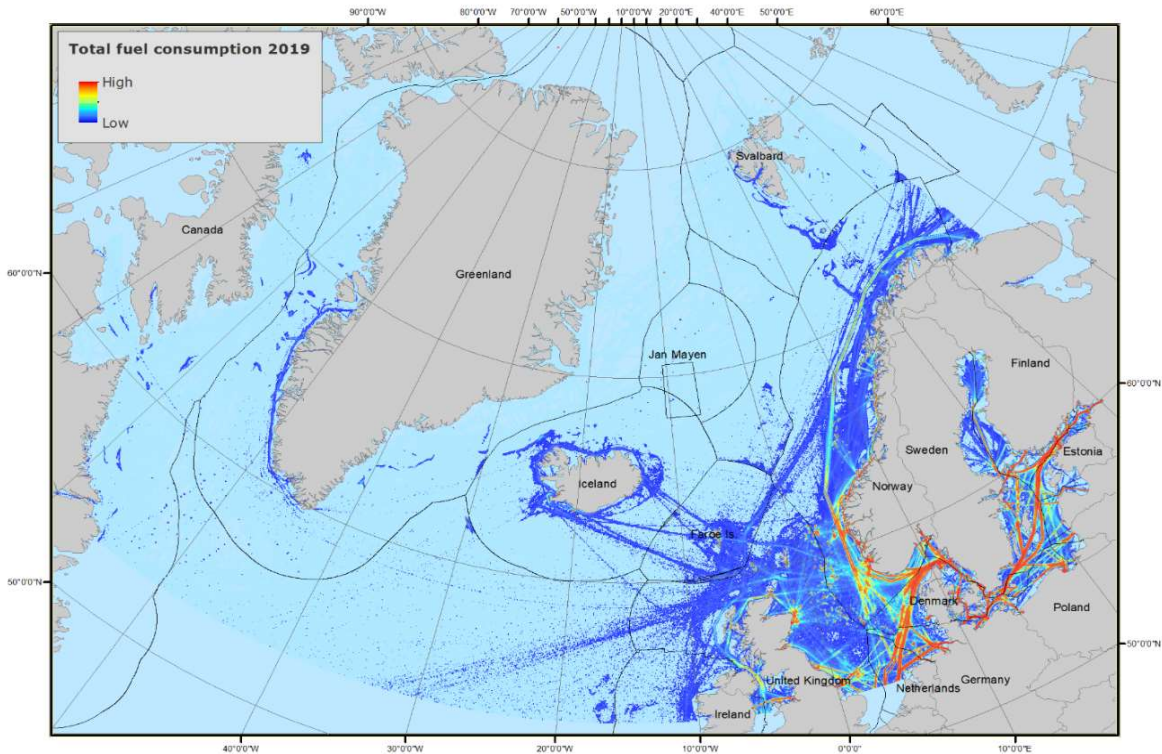 90°0'0"W
80°0'0"W
70°0'0"W
50°0'0"W
30°0'0"W
10°0'0"W
20°0'0"E
40°0'0"E
50°0'0"E
60°0'0"E
Total fuel consumption 2019
High
Low
Svalbard
Canada
60°0'0"N
Greenland
Jan Mayen
Finland
60°0'0"N
Sweden
Estonia
Iceland
Norway
Faroe Is.
50°0'0"N
Denmark
Poland
50°0'0"N
United Kingdom
Germany
Netherlands
Ireland
40°0'0"W
30°0'0"W
20°0'0"W
10°0'0"W
0°0'0"
10°0'0"E